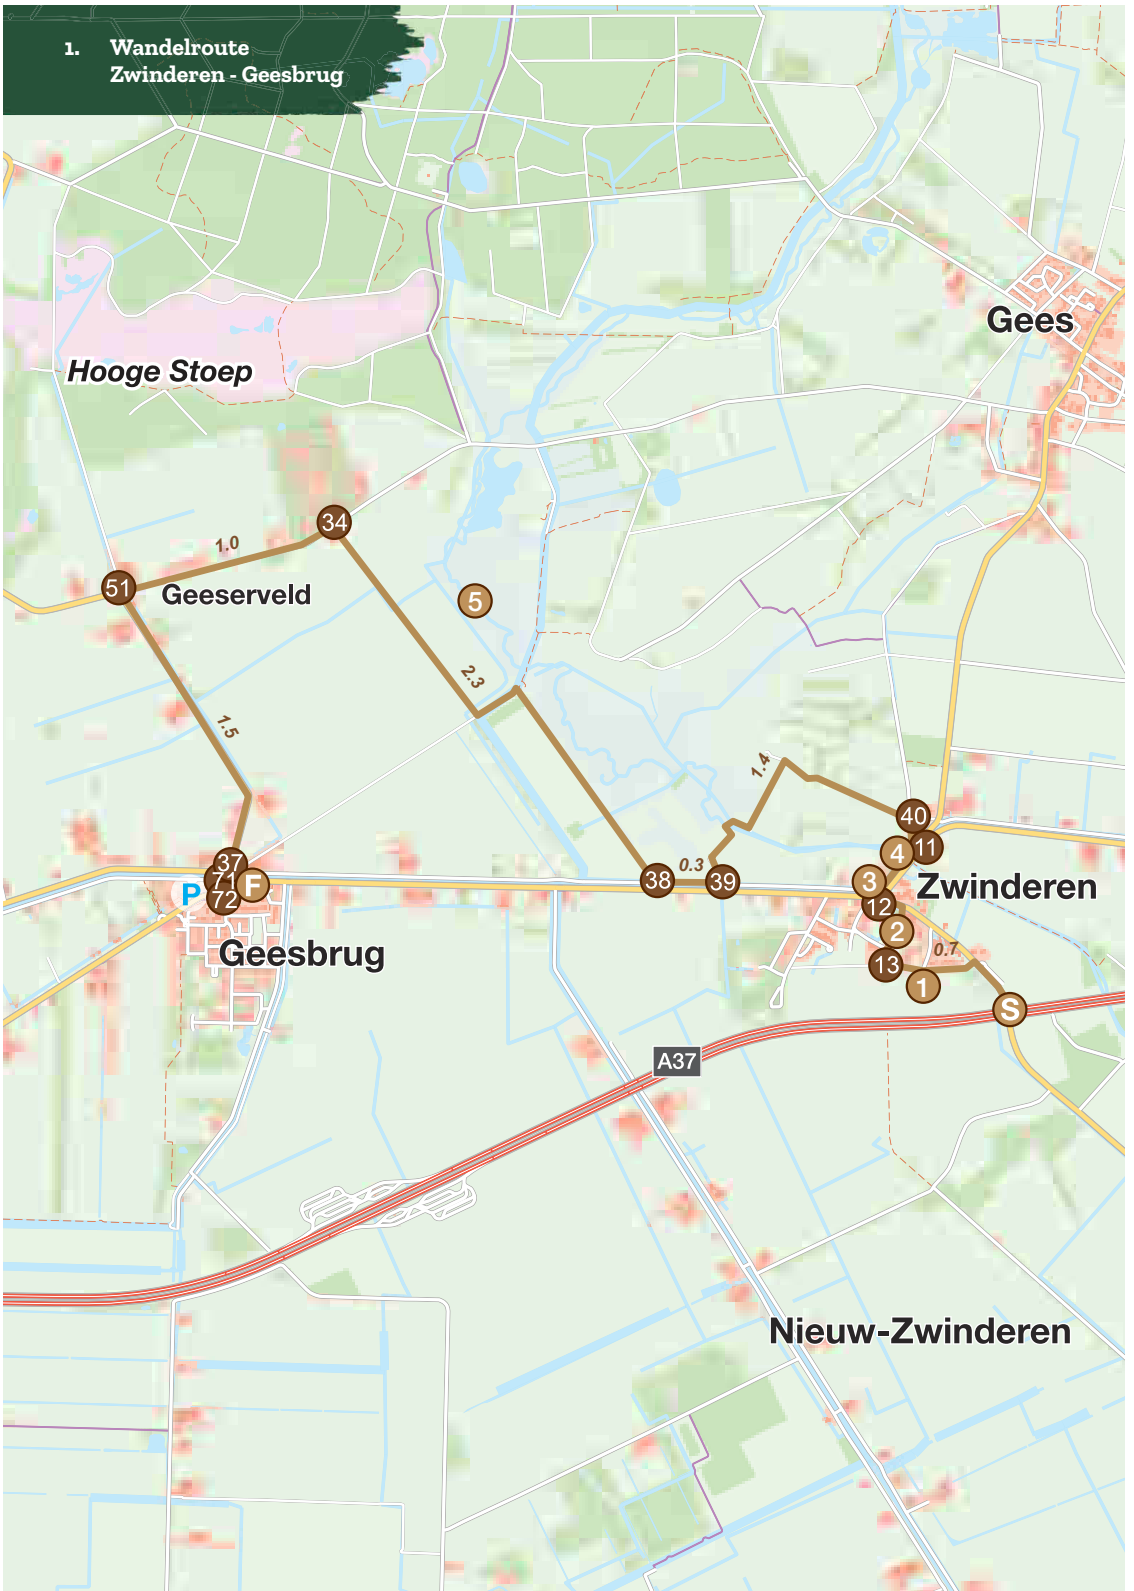 1. Wandelroute
Zwinderen - Geesbrug
Gees
Hooge Stoep
34
1.0
51
Geeserveld
5
2.3
1.5
1.4
40
11
4
37
71
F
P
72
0.3
38
39
3
Zwinderen
12
2
Geesbrug
0.7
13
1
S
A37
Nieuw-Zwinderen